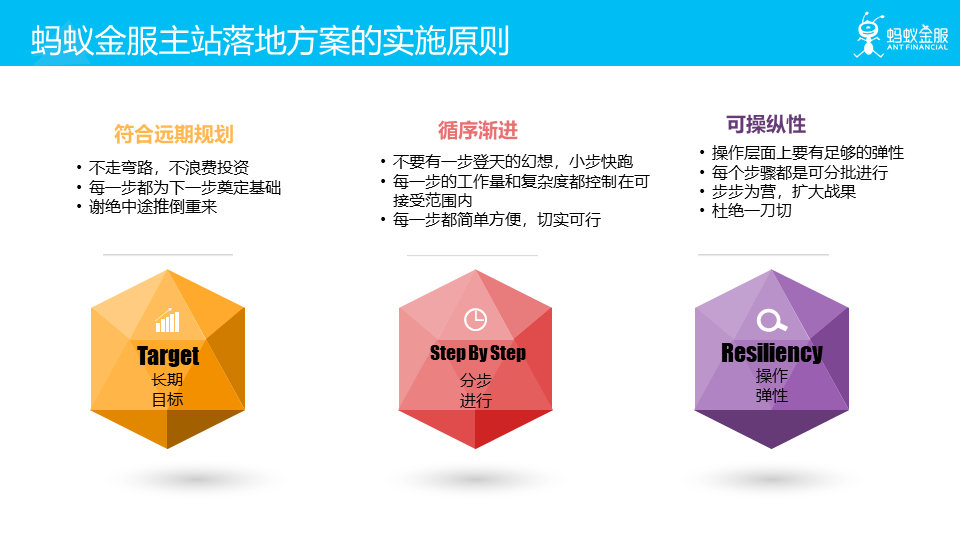 蚂蚁金服主站落地方案的实施原则
蚂蚁金服
ANT FINANCIAL
符合远期规划
• 不走弯路，不浪费投资
• 每一步都为下一步奠定基础
• 谢绝中途推倒重来
Target
长期
目标
循序渐进
• 不要有一步登天的幻想，小步快跑
• 每一步的工作量和复杂度都控制在可
接受范围内
• 每一步都简单方便，切实可行
Step By Step
分步
进行
可操纵性
• 操作层面上要有足够的弹性
• 每个步骤都是可分批进行
• 步步为营，扩大战果
• 杜绝一刀切
Resiliency
操作
弹性